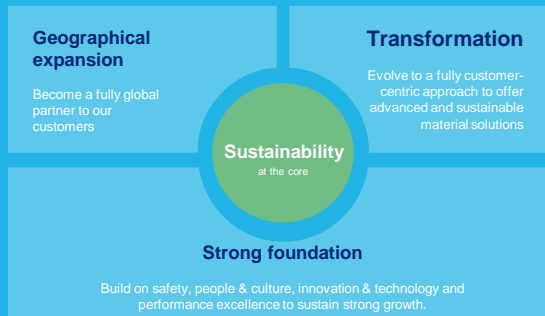 Geographical
expansion
Become a fully global
partner to our
customers
Transformation
Evolve to a fully customer-
centric approach to offer
advanced and sustainable
material solutions
Sustainability
at the core
Strong foundation
Build on safety, people & culture, innovation & technology and
performance excellence to sustain strong growth.